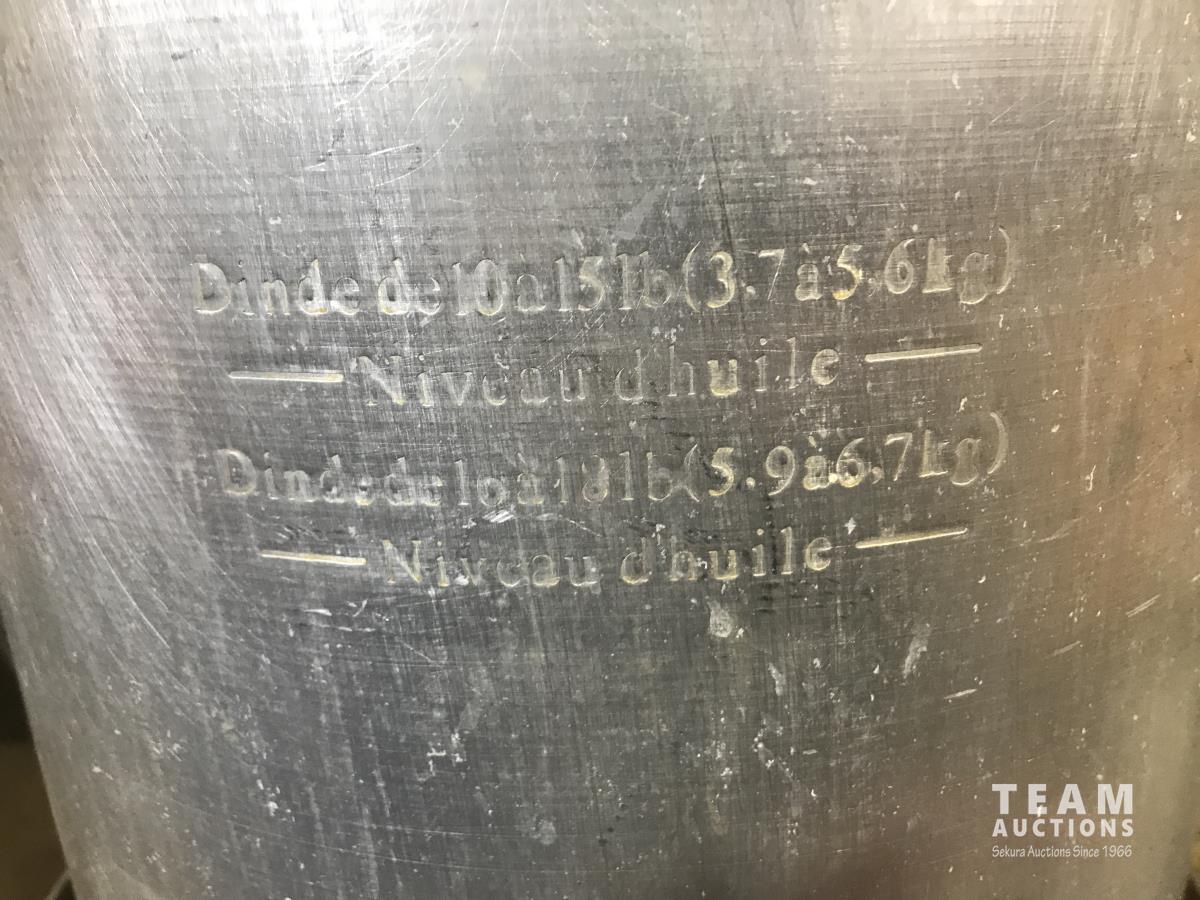 Dinde de 10 à 15 lb (3.7 à 5.6 kg)
Niveau d'huile
Dinde de 16 à 18 lb (5.9 à 6.7 kg)
Niveau d'huile
TEAM
AUCTIONS
Sekura Auctions Since 1966